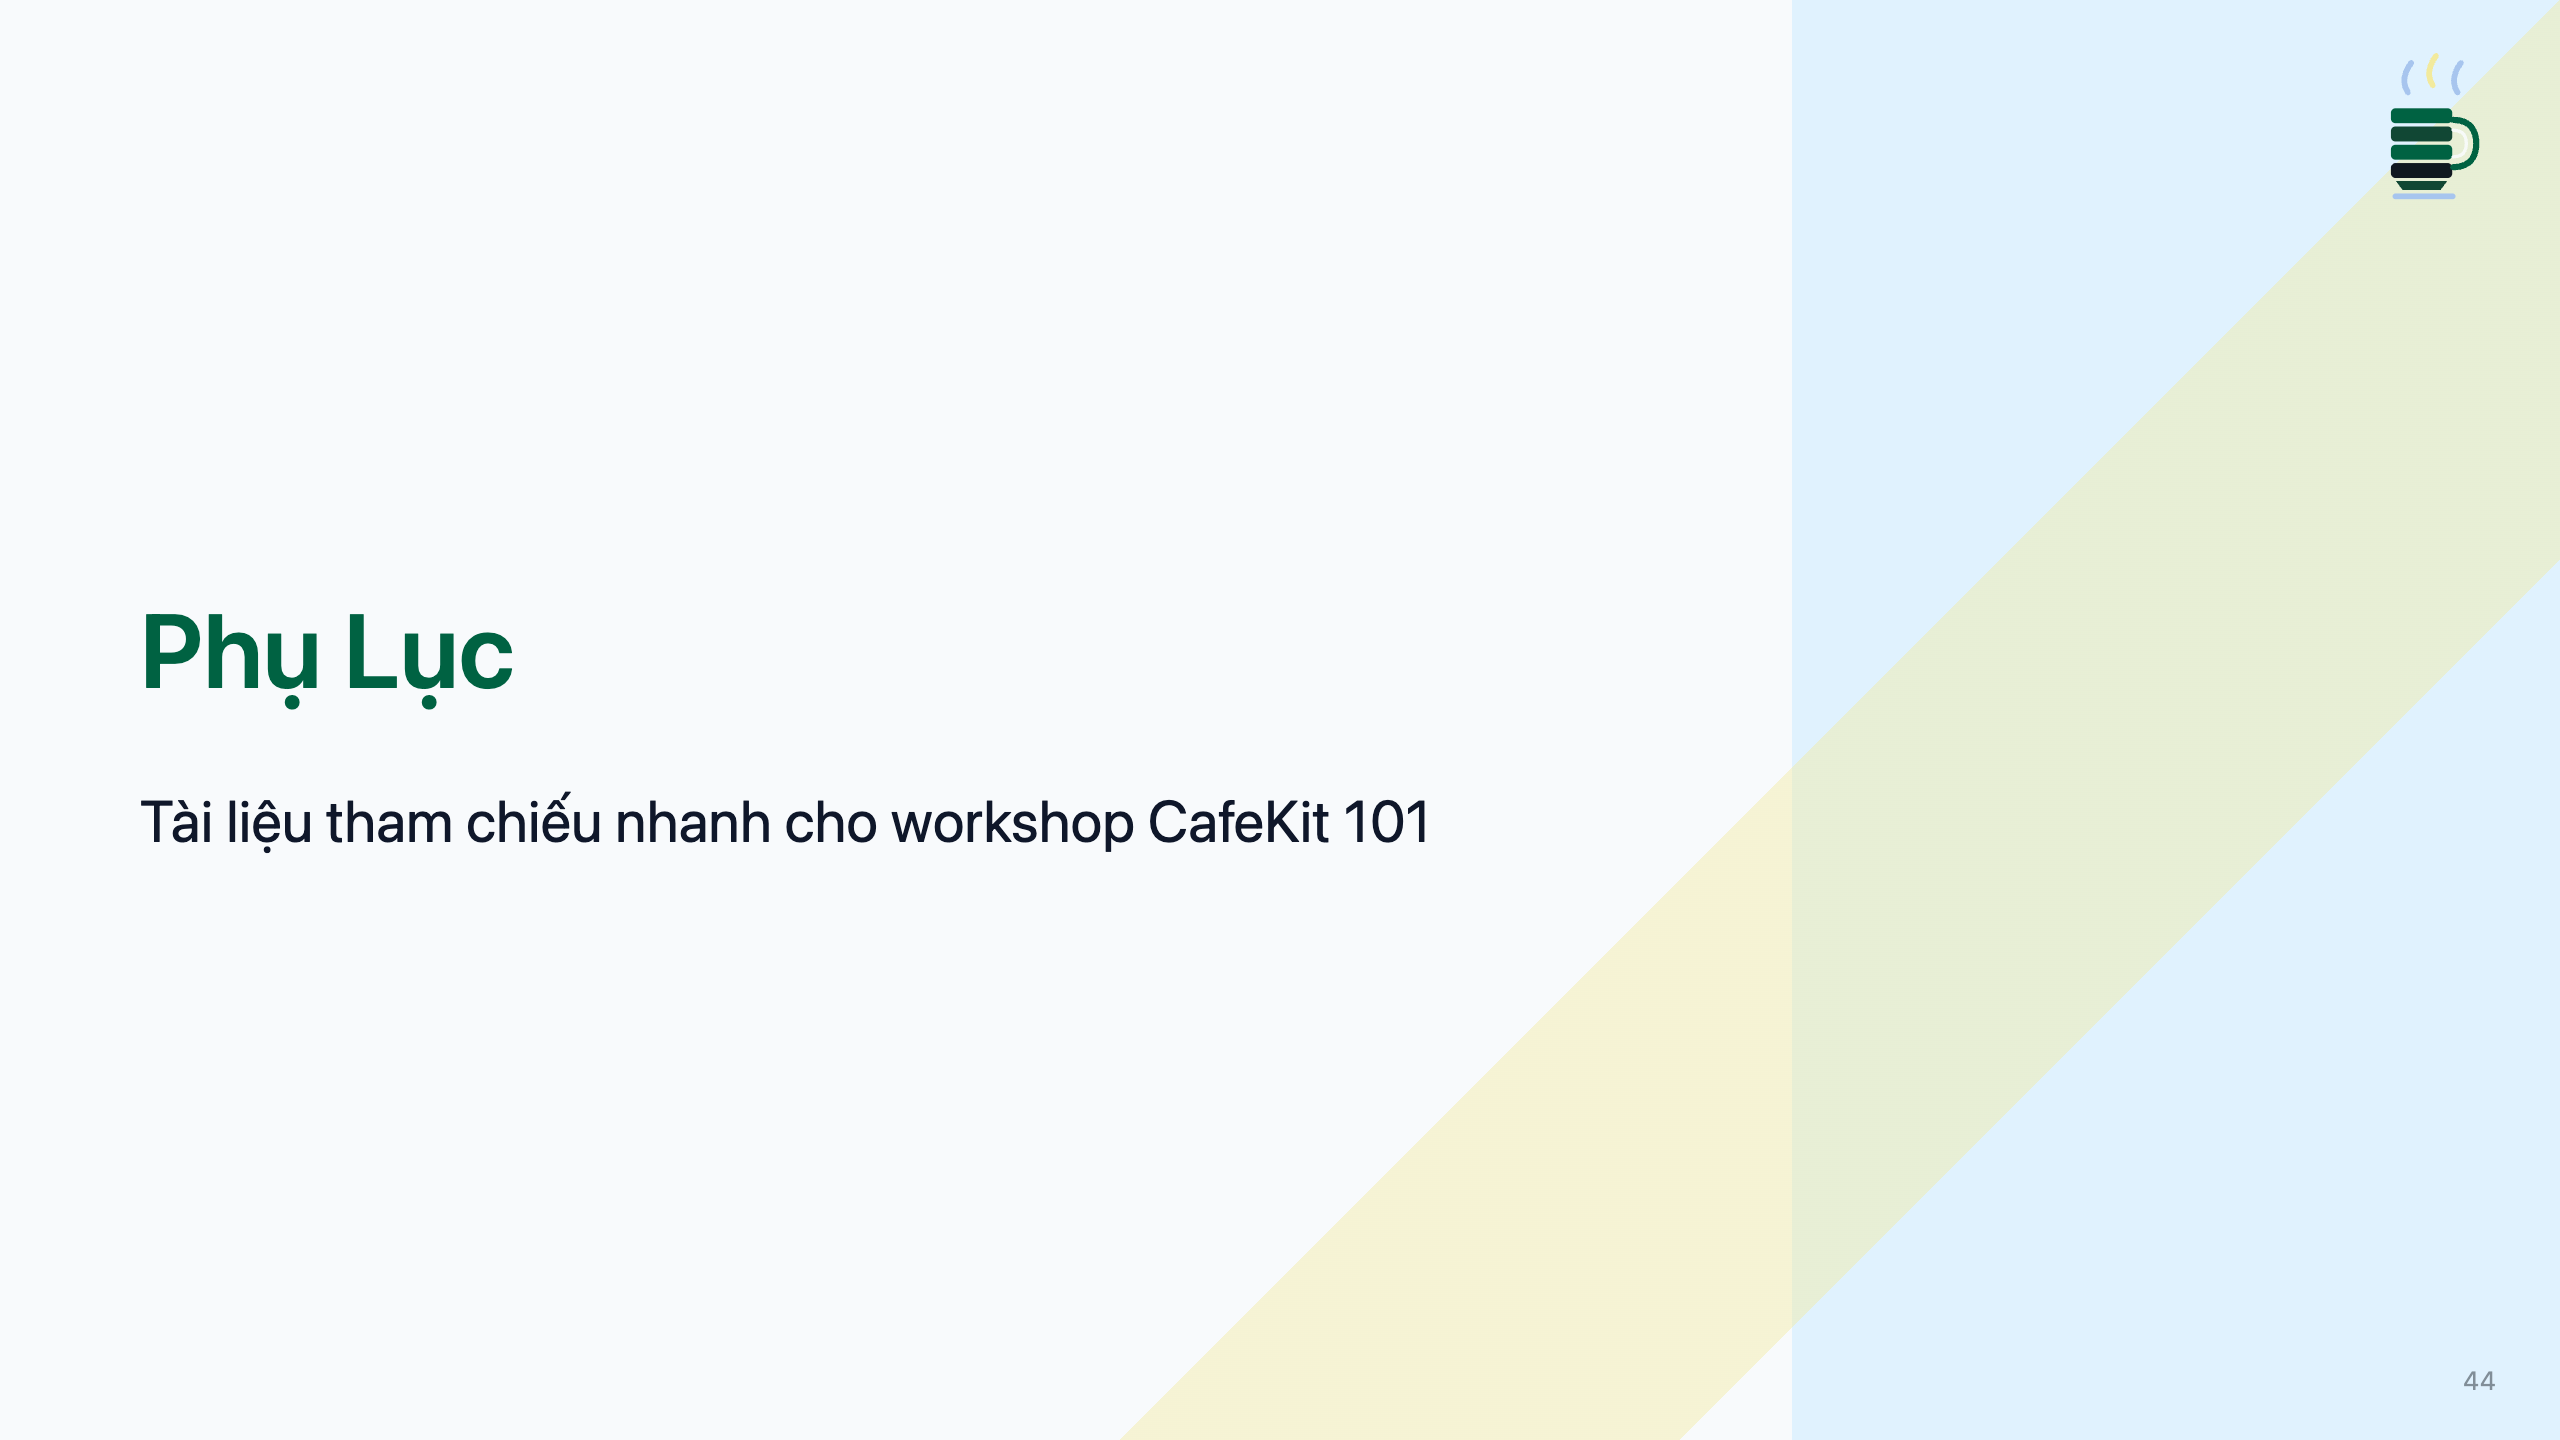 Phụ Lục
Tài liệu tham chiếu nhanh cho workshop CafeKit 101
44